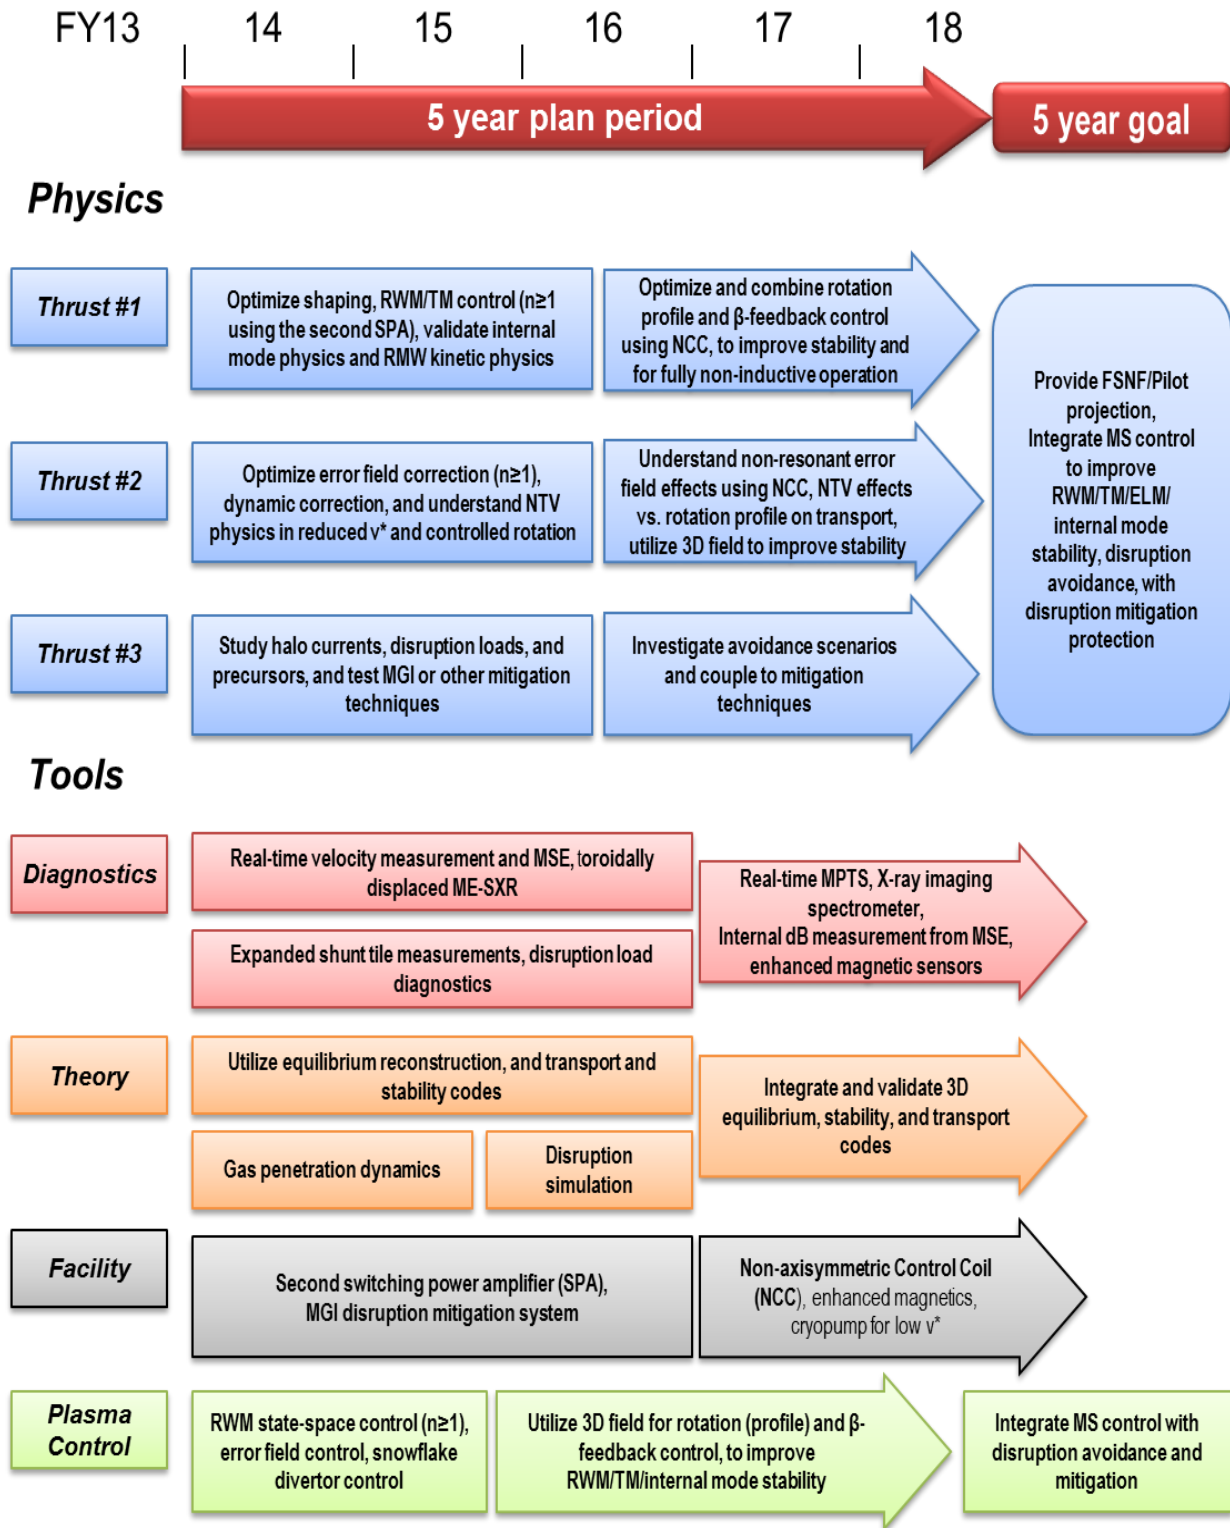 FY13 14 15 16 17 18
5 year plan period
5 year goal
Physics
Thrust #1
Optimize shaping, RWM/TM control (n≥1
using the second SPA), validate internal
mode physics and RMW kinetic physics
Optimize and combine rotation
profile and β-feedback control
using NCC, to improve stability and
for fully non-inductive operation
Thrust #2
Optimize error field correction (n≥1),
dynamic correction, and understand NTV
physics in reduced ν* and controlled rotation
Understand non-resonant error
field effects using NCC, NTV effects
vs. rotation profile on transport,
utilize 3D field to improve stability
Thrust #3
Study halo currents, disruption loads, and
precursors, and test MGI or other mitigation
techniques
Investigate avoidance scenarios
and couple to mitigation
techniques
Provide FSNF/Pilot
projection,
Integrate MS control
to improve
RWM/TM/ELM/
internal mode
stability, disruption
avoidance, with
disruption mitigation
protection
Tools
Diagnostics
Real-time velocity measurement and MSE, toroidally
displaced ME-SXR
Expanded shunt tile measurements, disruption load
diagnostics
Real-time MPTS, X-ray imaging
spectrometer,
Internal dB measurement from MSE,
enhanced magnetic sensors
Theory
Utilize equilibrium reconstruction, and transport and
stability codes
Gas penetration dynamics
Disruption
simulation
Integrate and validate 3D
equilibrium, stability, and transport
codes
Facility
Second switching power amplifier (SPA),
MGI disruption mitigation system
Non-axisymmetric Control Coil
(NCC), enhanced magnetics,
cryopump for low ν*
Plasma
Control
RWM state-space control (n≥1),
error field control, snowflake
divertor control
Utilize 3D field for rotation (profile) and β-
feedback control, to improve
RWM/TM/internal mode stability
Integrate MS control with
disruption avoidance and
mitigation